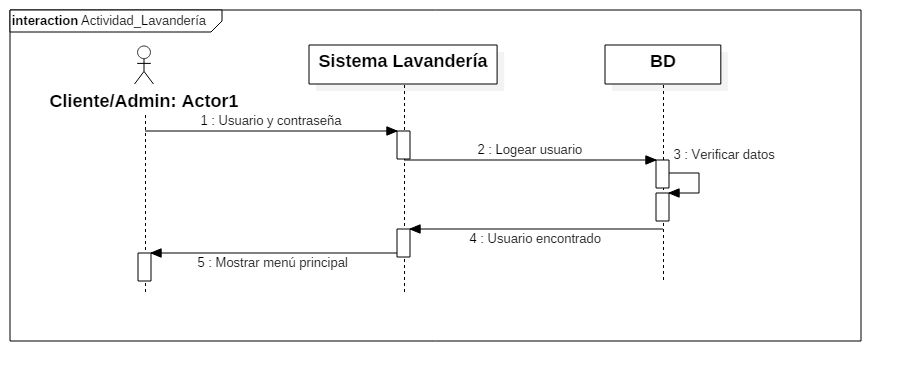 interaction Actividad_Lavandería
Sistema Lavandería
BD
Cliente/Admin: Actor1
1 : Usuario y contraseña
2 : Logear usuario
3 : Verificar datos
4 : Usuario encontrado
5 : Mostrar menú principal